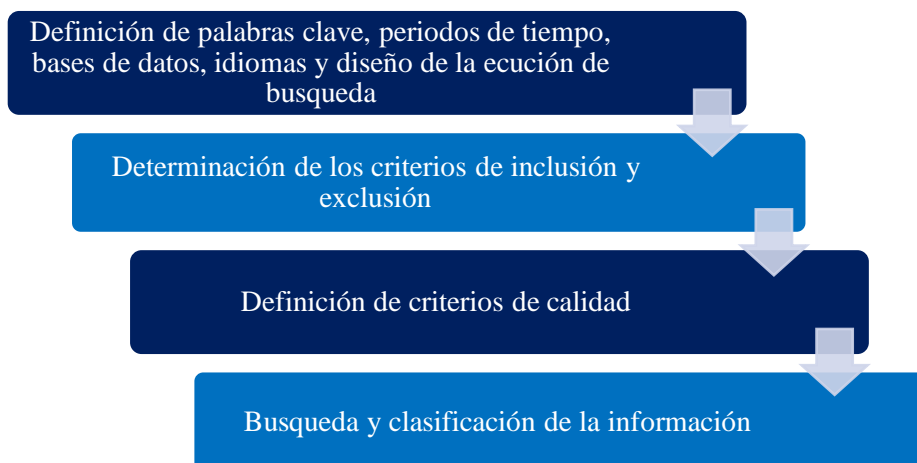 Definición de palabras clave, periodos de tiempo,
bases de datos, idiomas y diseño de la ecución de
busqueda
Determinación de los criterios de inclusión y
exclusión
Definición de criterios de calidad
Busqueda y clasificación de la información